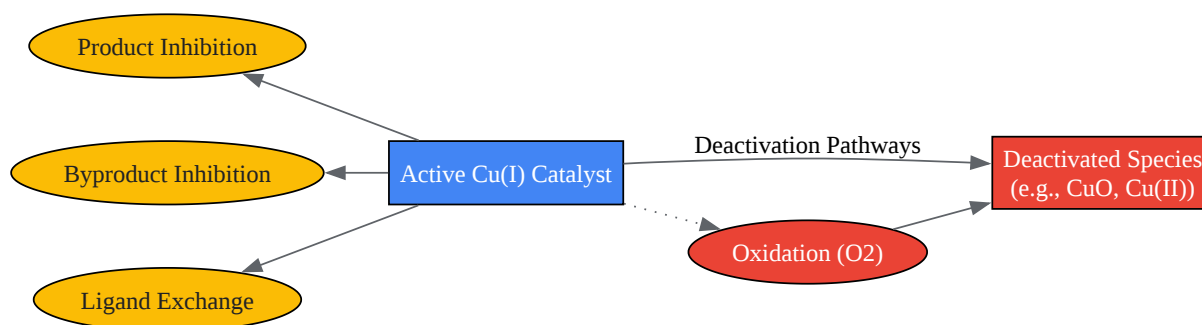 Product Inhibition
Byproduct Inhibition
Ligand Exchange
Active Cu(I) Catalyst
Deactivation Pathways
Oxidation (O2)
Deactivated Species
(e.g., CuO, Cu(II))